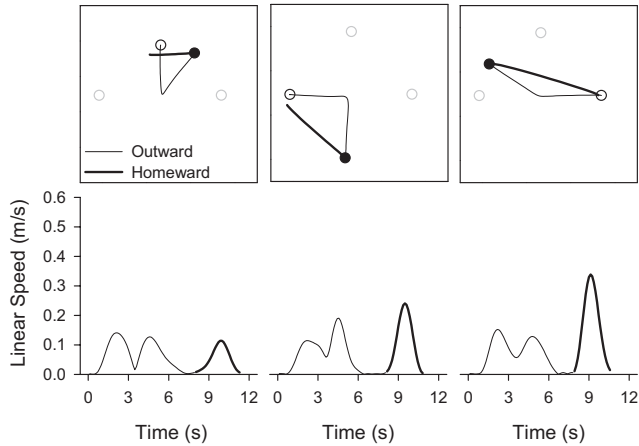 Outward
Homeward
Linear Speed (m/s)
0.6
0.5
0.4
0.3
0.2
0.1
0.0
0 3 6 9 12 0 3 6 9 12 0 3 6 9 12
Time (s) Time (s) Time (s)